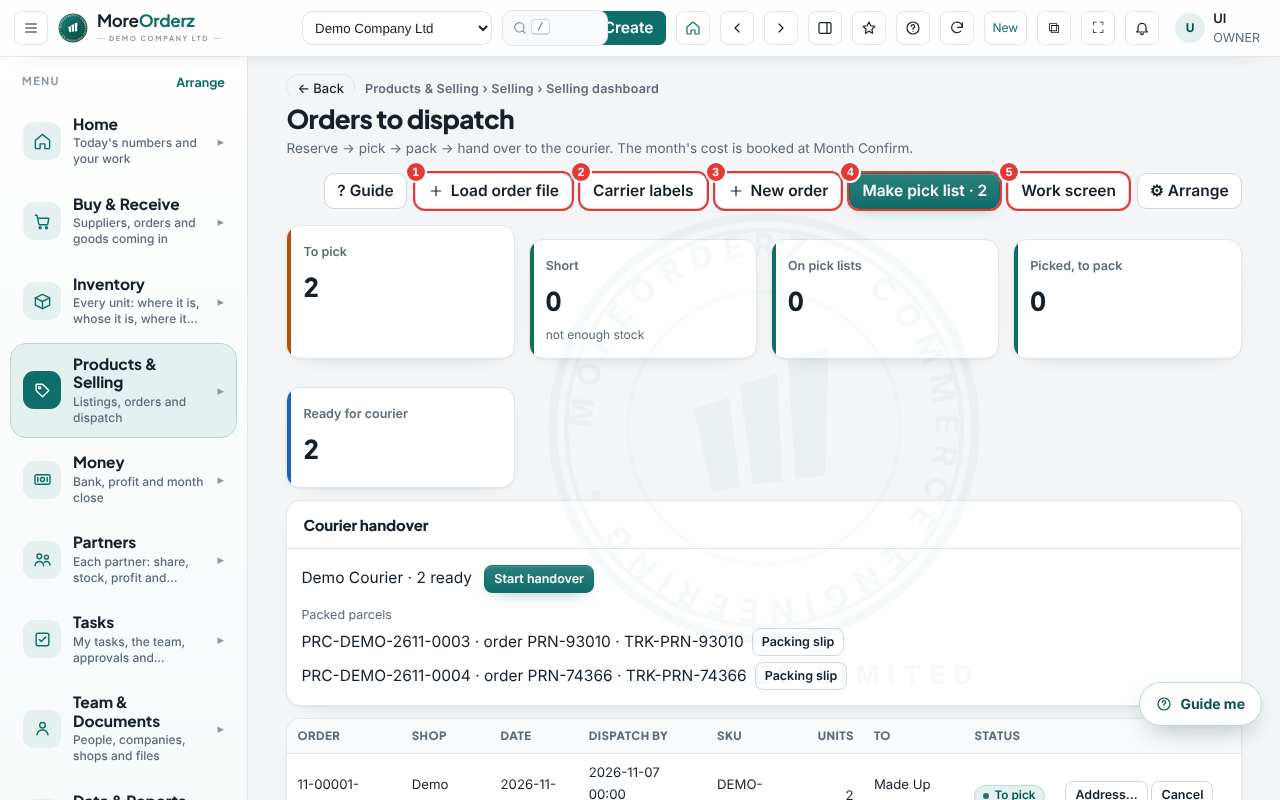 MoreOrderz
DEMO COMPANY LTD
Demo Company Ltd
/
Create
New
U
UI
OWNER
MENU
Arrange
Home
Today's numbers and
your work
Buy & Receive
Suppliers, orders and
goods coming in
Inventory
Every unit: where it is,
whose it is, where it...
Products &
Selling
Listings, orders and
dispatch
Money
Bank, profit and month
close
Partners
Each partner: share,
stock, profit and...
Tasks
My tasks, the team,
approvals and...
Team &
Documents
People, companies,
shops and files
← Back
Products & Selling › Selling › Selling dashboard
Orders to dispatch
Reserve → pick → pack → hand over to the courier. The month's cost is booked at Month Confirm.
? Guide
1
+ Load order file
2
Carrier labels
3
+ New order
4
Make pick list · 2
5
Work screen
⚙ Arrange
To pick
2
Short
0
not enough stock
On pick lists
0
Picked, to pack
0
Ready for courier
2
MOREORDERZ COMMERCE ENGINEERING
LIMITED
Courier handover
Demo Courier · 2 ready
Start handover
Packed parcels
PRC-DEMO-2611-0003 · order PRN-93010 · TRK-PRN-93010
Packing slip
PRC-DEMO-2611-0004 · order PRN-74366 · TRK-PRN-74366
Packing slip
Guide me
ORDER SHOP DATE DISPATCH BY SKU UNITS TO STATUS
11-00001- Demo 2026-11- 2026-11-07 DEMO- Made Up
00:00 2 To pick Address... Cancel